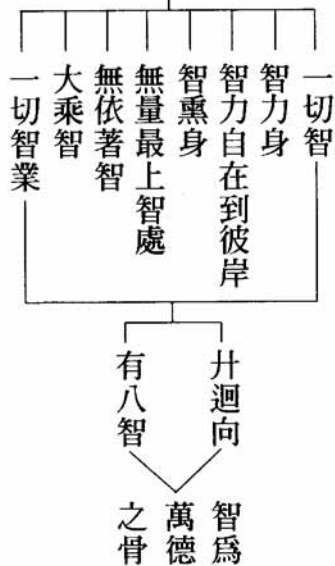 一切智
智力身
智力自在到彼岸
智熏身
無量最上智處
無依著智
大乘智
一切智業
廾迴向
有八智
智爲
萬德
之骨